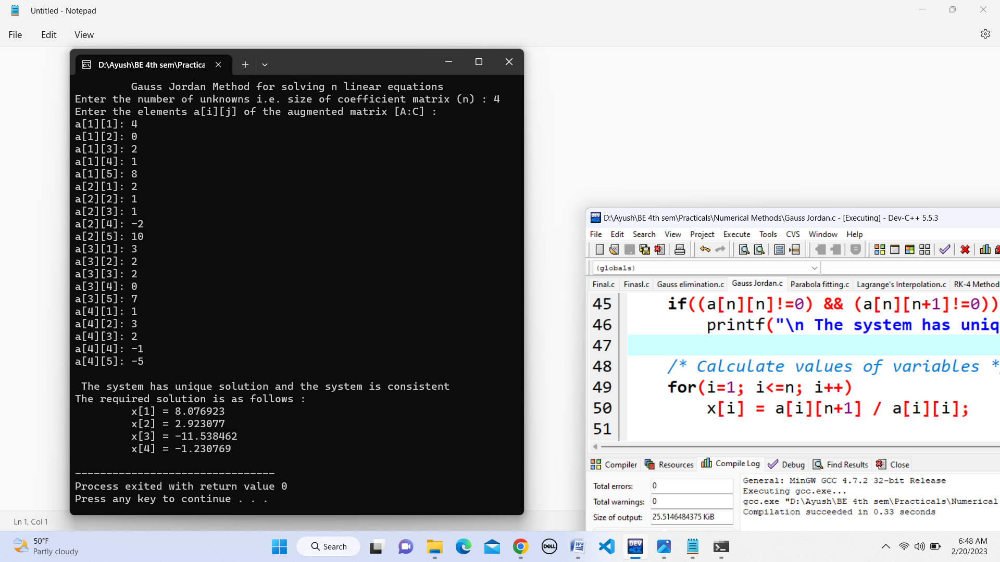 Untitled - Notepad
File Edit View
D:\Ayush\BE 4th sem\Practica
Gauss Jordan Method for solving n linear equations
Enter the number of unknowns i.e. size of coefficient matrix (n) : 4
Enter the elements a[i][j] of the augmented matrix [A:C] :
a[1][1]: 4
a[1][2]: 0
a[1][3]: 2
a[1][4]: 1
a[1][5]: 8
a[2][1]: 2
a[2][2]: 1
a[2][3]: 1
a[2][4]: -2
a[2][5]: 10
a[3][1]: 3
a[3][2]: 2
a[3][3]: 2
a[3][4]: 0
a[3][5]: 7
a[4][1]: 1
a[4][2]: 3
a[4][3]: 2
a[4][4]: -1
a[4][5]: -5
The system has unique solution and the system is consistent
The required solution is as follows :
x[1] = 8.076923
x[2] = 2.923077
x[3] = -11.538462
x[4] = -1.230769
--------------------------------
Process exited with return value 0
Press any key to continue . . .
D:\Ayush\BE 4th sem\Practicals\Numerical Methods\Gauss Jordan.c - [Executing] - Dev-C++ 5.5.3
File Edit Search View Project Execute Tools CVS Window Help
(globals)
Final.c Finasl.c Gauss elimination.c Gauss Jordan.c Parabola fitting.c Lagrange's Interpolation.c RK-4 Method
45 if((a[n][n]!=0) && (a[n][n+1]!=0))
46 printf("\n The system has uniq
47
48 /* Calculate values of variables *
49 for(i=1; i<=n; i++)
50 x[i] = a[i][n+1] / a[i][i];
51
Compiler Resources Compile Log Debug Find Results Close
Total errors: 0
Total warnings: 0
Size of output: 25.5146484375 KiB
General: MinGW GCC 4.7.2 32-bit Release
Executing gcc.exe...
gcc.exe "D:\Ayush\BE 4th sem\Practicals\Numerical
Compilation succeeded in 0.33 seconds
Ln 1, Col 1
50°F
Partly cloudy
Search
DELL
DEV C++
6:48 AM
2/20/2023